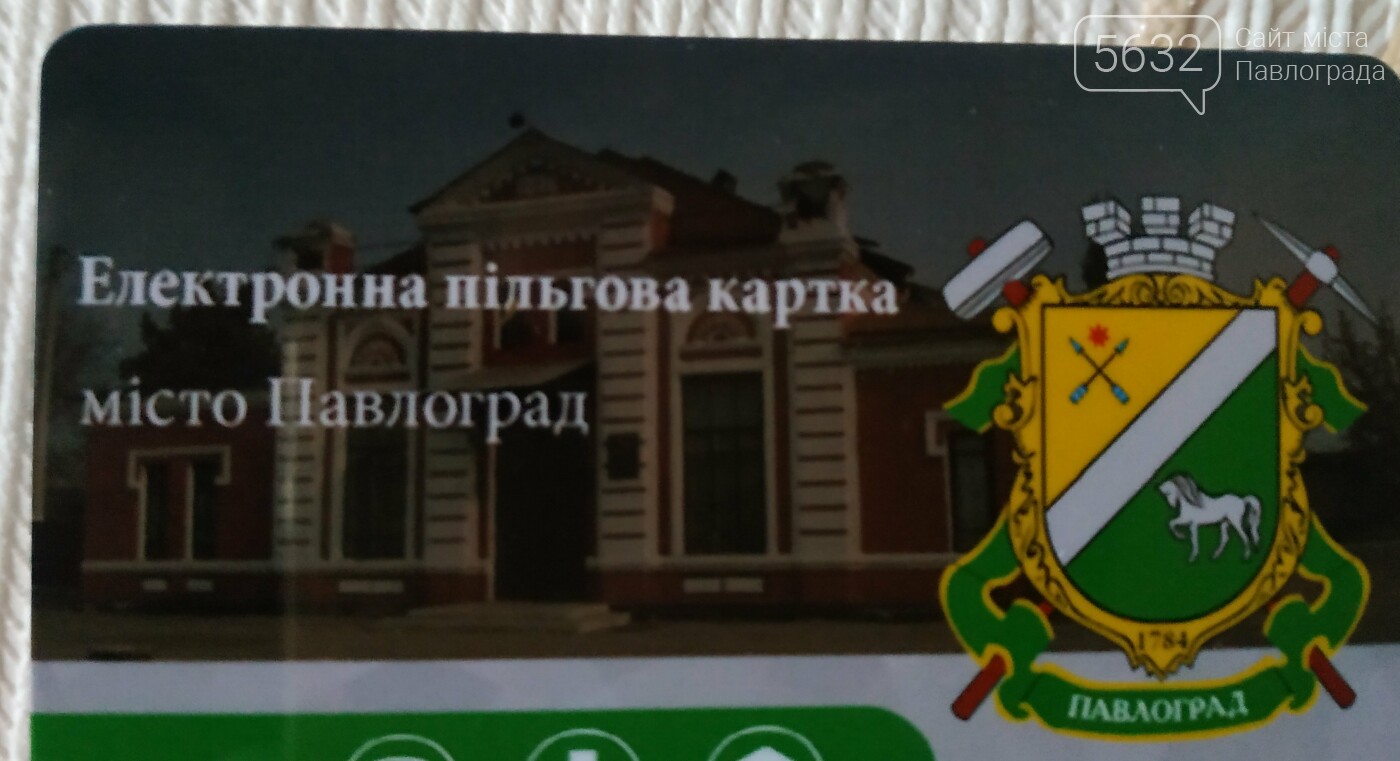 5632
Сайт міста
Павлограда
Електронна пільгова картка
місто Павлоград
1784
ПАВЛОГРАД